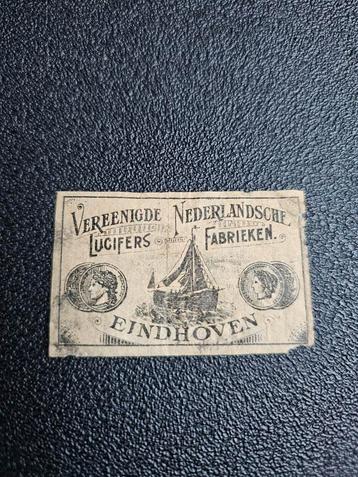 VEREENIGDE NEDERLANDSCHE
LUCIFERS FABRIEKEN.
EINDHOVEN